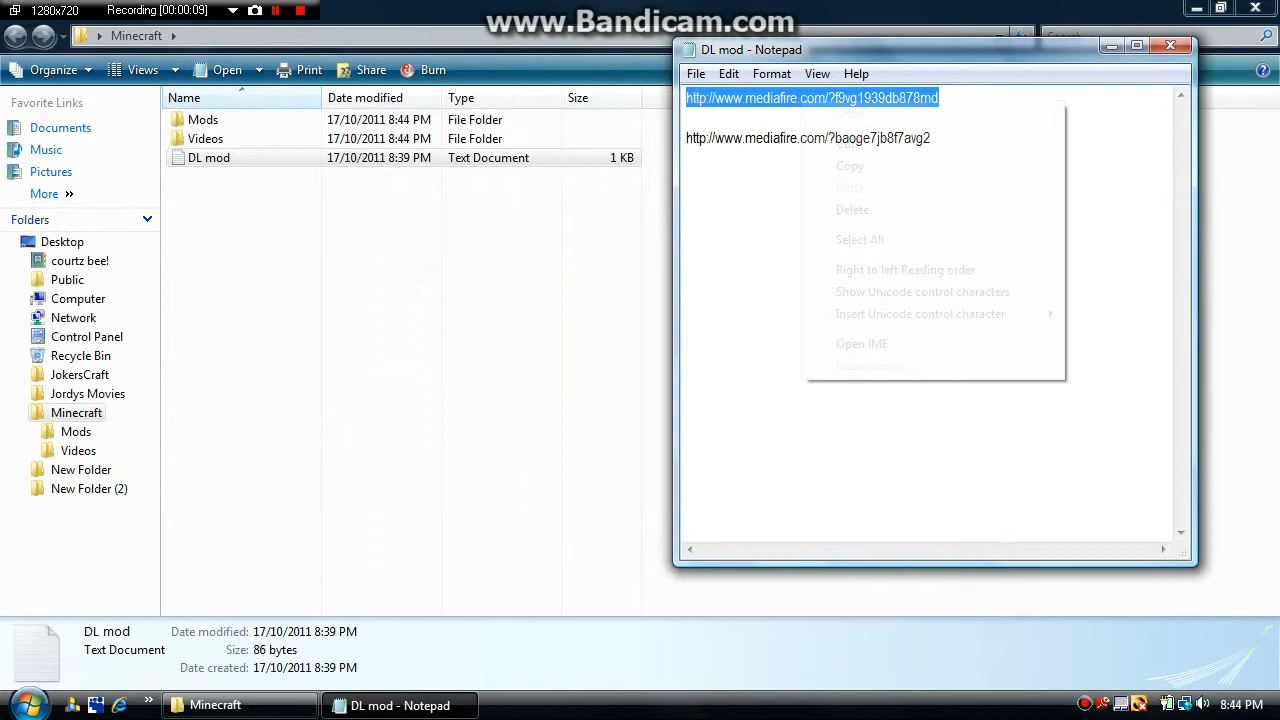 1280x720 Recording [00:00:09]
www.Bandicam.com
Minecraft
Search
Organize Views Open Print Share Burn
Favorite Links
Documents
Music
Pictures
More »
Folders
Desktop
courtz bee!
Public
Computer
Network
Control Panel
Recycle Bin
JokersCraft
Jordys Movies
Minecraft
Mods
Videos
New Folder
New Folder (2)
Name Date modified Type Size
Mods 17/10/2011 8:44 PM File Folder
Videos 17/10/2011 8:44 PM File Folder
DL mod 17/10/2011 8:39 PM Text Document 1 KB
DL mod - Notepad
File Edit Format View Help
http://www.mediafire.com/?f9vg1939db878md
http://www.mediafire.com/?baoge7jb8f7avg2
Undo
Cut
Copy
Paste
Delete
Select All
Right to left Reading order
Show Unicode control characters
Insert Unicode control character
Open IME
DL mod Date modified: 17/10/2011 8:39 PM
Text Document Size: 86 bytes
Date created: 17/10/2011 8:39 PM
» Minecraft DL mod - Notepad 8:44 PM